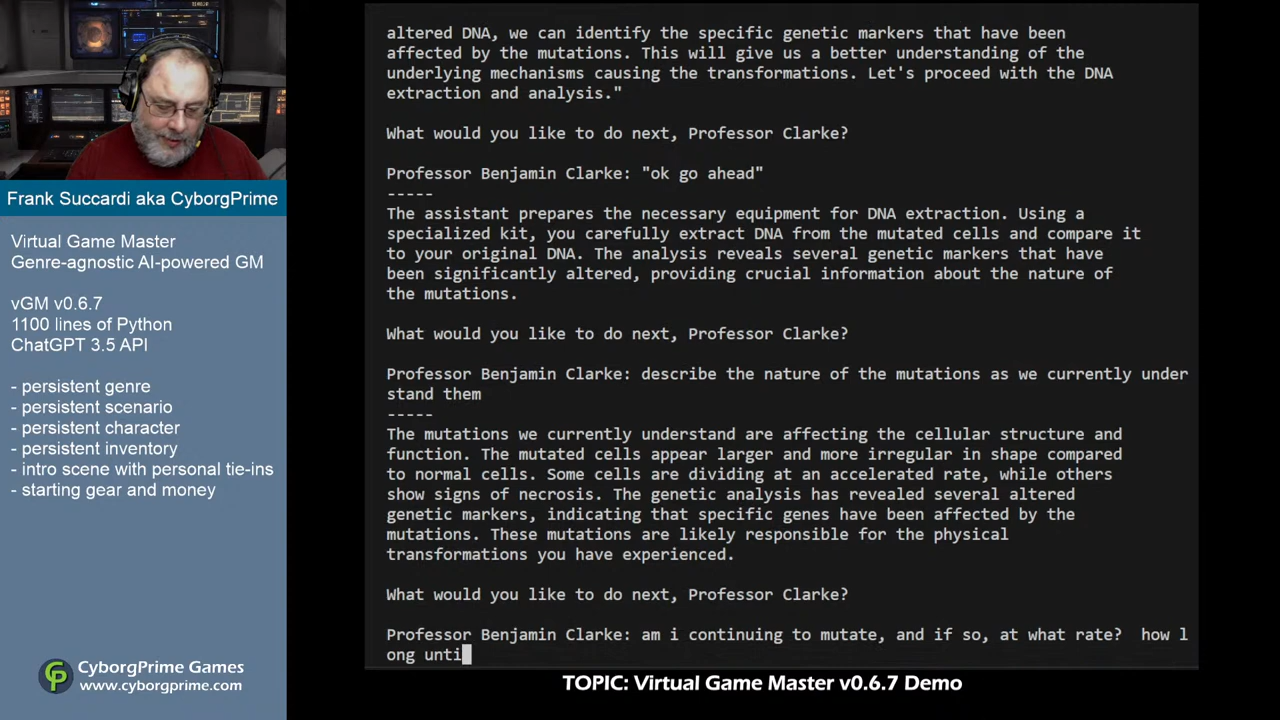 Frank Succardi aka CyborgPrime
Virtual Game Master
Genre-agnostic AI-powered GM
vGM v0.6.7
1100 lines of Python
ChatGPT 3.5 API
- persistent genre
- persistent scenario
- persistent character
- persistent inventory
- intro scene with personal tie-ins
- starting gear and money
CP
CyborgPrime Games
www.cyborgprime.com
altered DNA, we can identify the specific genetic markers that have been
affected by the mutations. This will give us a better understanding of the
underlying mechanisms causing the transformations. Let's proceed with the DNA
extraction and analysis."
What would you like to do next, Professor Clarke?
Professor Benjamin Clarke: "ok go ahead"
-----
The assistant prepares the necessary equipment for DNA extraction. Using a
specialized kit, you carefully extract DNA from the mutated cells and compare it
to your original DNA. The analysis reveals several genetic markers that have
been significantly altered, providing crucial information about the nature of
the mutations.
What would you like to do next, Professor Clarke?
Professor Benjamin Clarke: describe the nature of the mutations as we currently under
stand them
-----
The mutations we currently understand are affecting the cellular structure and
function. The mutated cells appear larger and more irregular in shape compared
to normal cells. Some cells are dividing at an accelerated rate, while others
show signs of necrosis. The genetic analysis has revealed several altered
genetic markers, indicating that specific genes have been affected by the
mutations. These mutations are likely responsible for the physical
transformations you have experienced.
What would you like to do next, Professor Clarke?
Professor Benjamin Clarke: am i continuing to mutate, and if so, at what rate?  how l
ong unti
TOPIC: Virtual Game Master v0.6.7 Demo